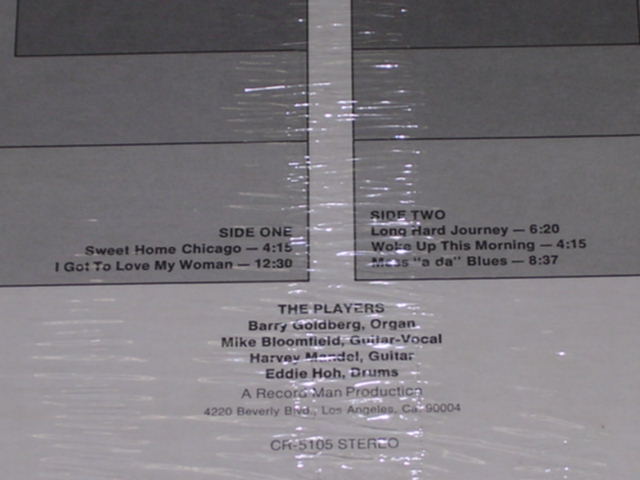 SIDE ONE
Sweet Home Chicago — 4:15
I Got To Love My Woman — 12:30
SIDE TWO
Long Hard Journey — 6:20
Woke Up This Morning — 4:15
"a da" Blues — 8:37
THE PLAYERS
Barry Goldberg, Organ
Mike Bloomfield, Guitar-Vocal
Harvey Mandel, Guitar
Eddie Hoh, Drums
A Record Man Production
4220 Beverly Blvd., Los Angeles, Ca. 90004
CR-5105 STEREO